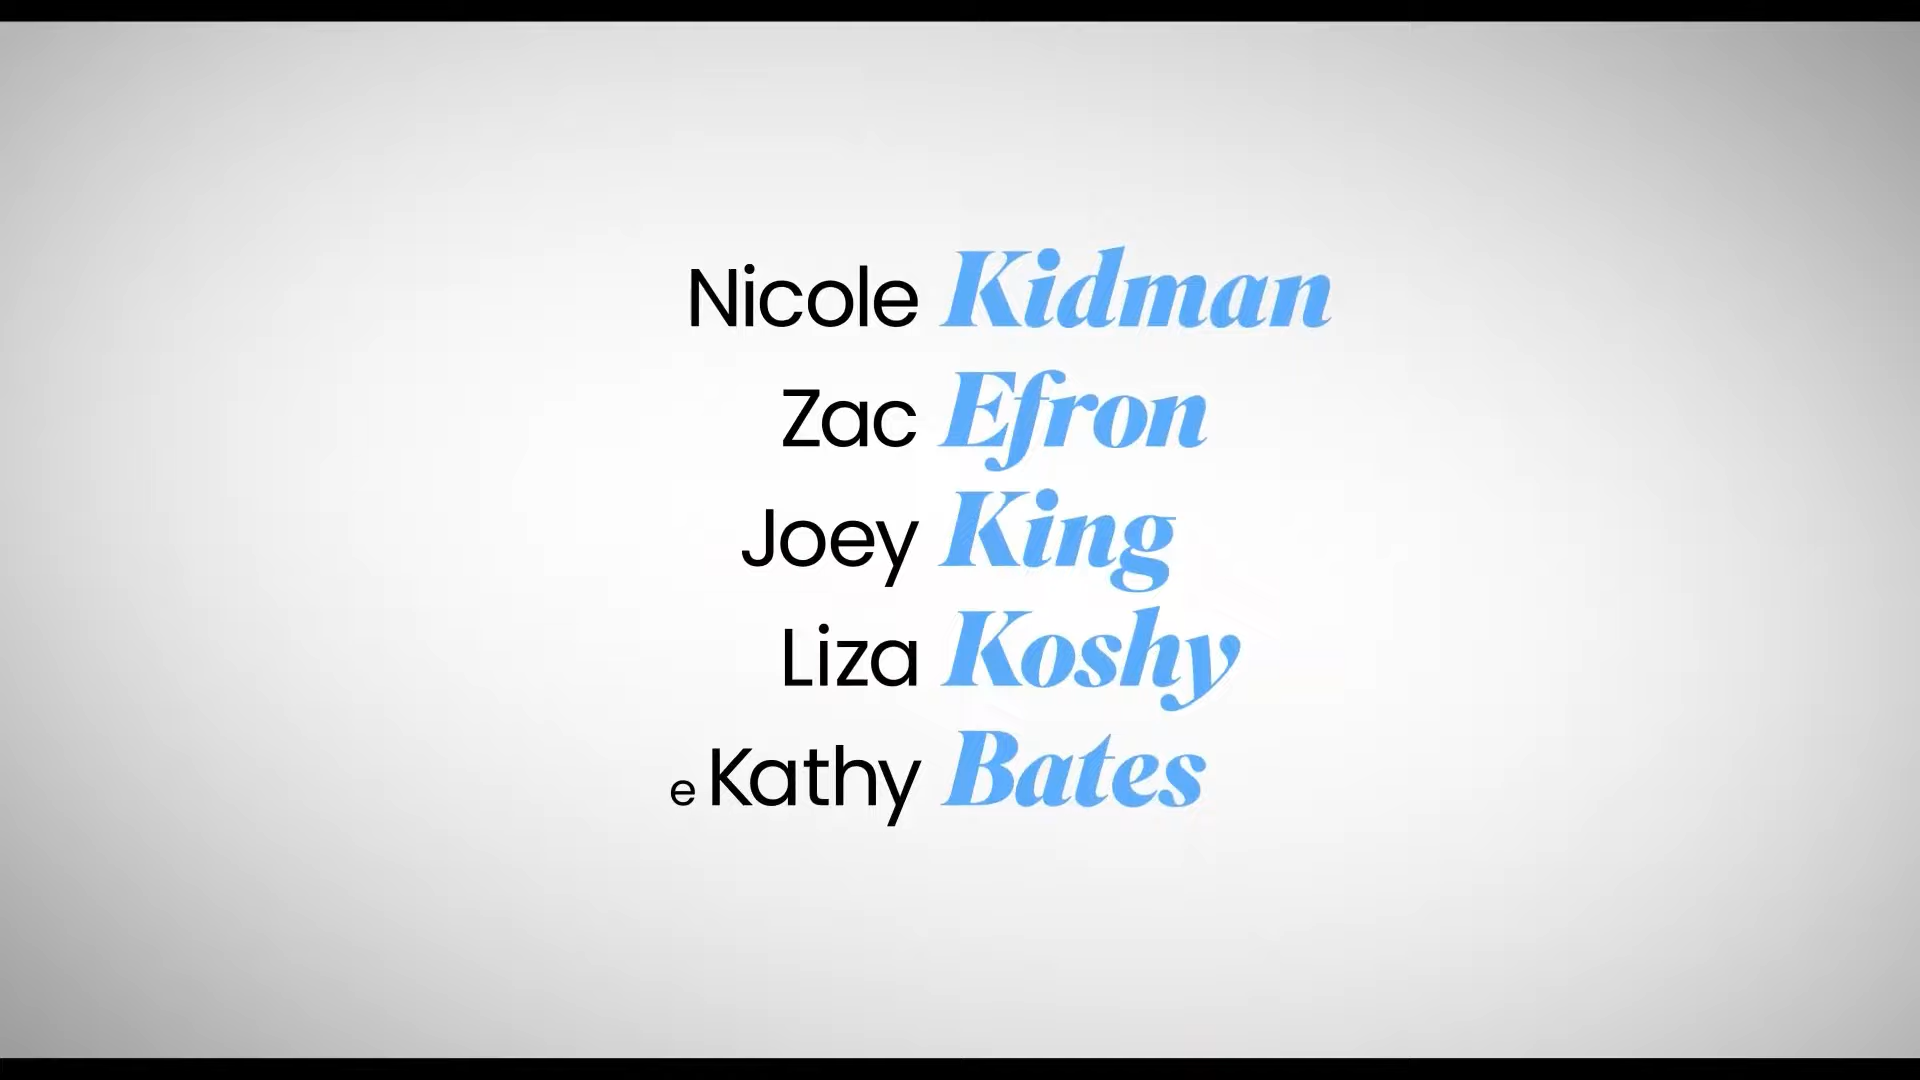 Nicole Kidman
Zac Efron
Joey King
Liza Koshy
e Kathy Bates